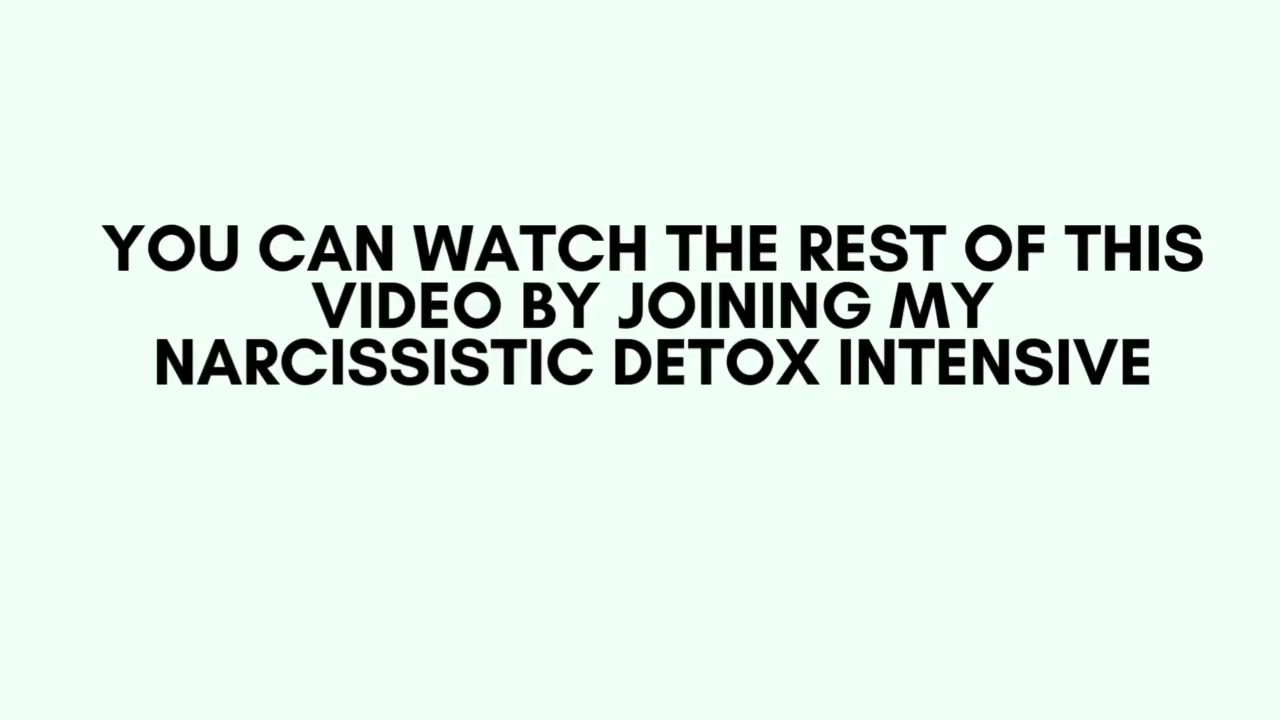 YOU CAN WATCH THE REST OF THIS
VIDEO BY JOINING MY
NARCISSISTIC DETOX INTENSIVE